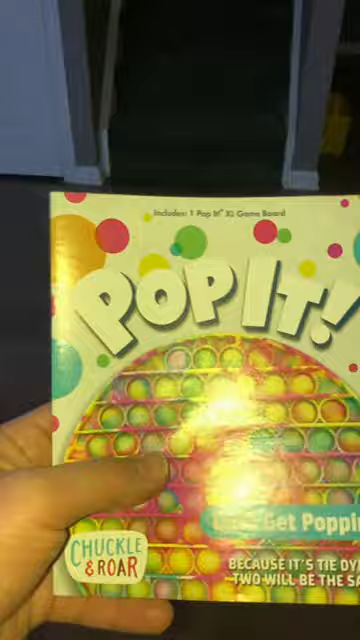 Includes: 1 Pop It!® XL Game Board
POP IT!
Get Poppin
CHUCKLE
& ROAR
BECAUSE IT'S TIE DY
TWO WILL BE THE SA